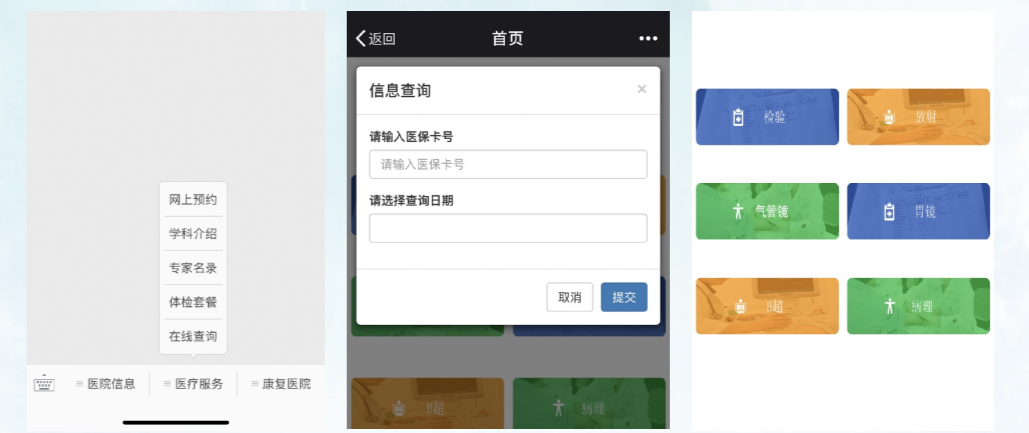 网上预约
学科介绍
专家名录
体检套餐
在线查询
≡ 医院信息
≡ 医疗服务
≡ 康复医院
返回
首页
•••
信息查询
×
请输入医保卡号
请输入医保卡号
请选择查询日期
取消
提交
B超
病理
检验
放射
气管镜
胃镜
B超
病理